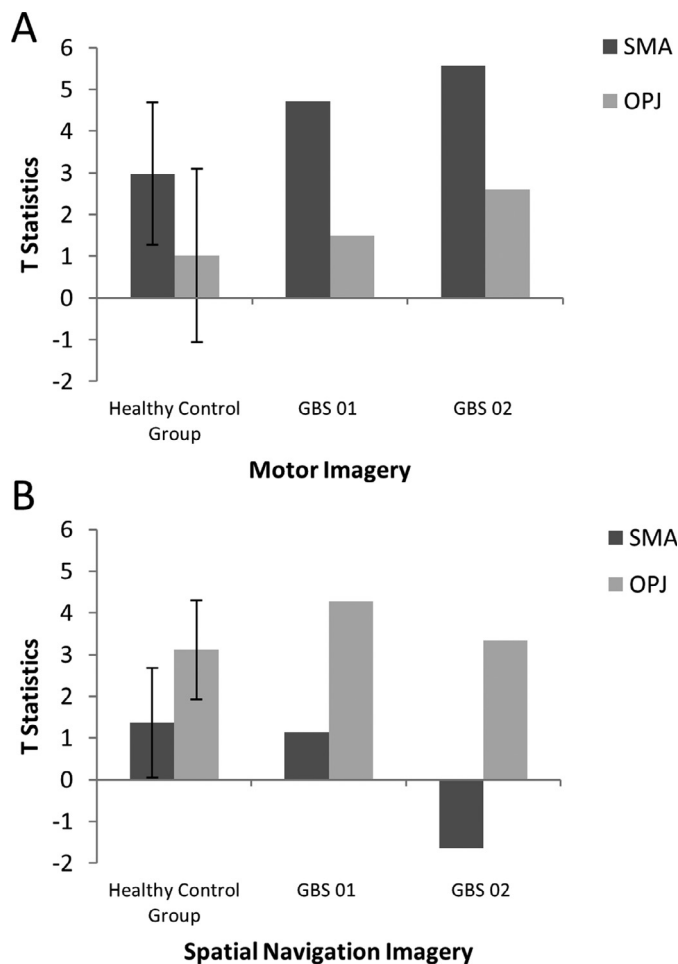 A
6
5
4
3
2
1
0
-1
-2
T Statistics
SMA
OPJ
Healthy Control
Group
GBS 01
GBS 02
Motor Imagery
B
6
5
4
3
2
1
0
-1
-2
T Statistics
SMA
OPJ
Healthy Control
Group
GBS 01
GBS 02
Spatial Navigation Imagery